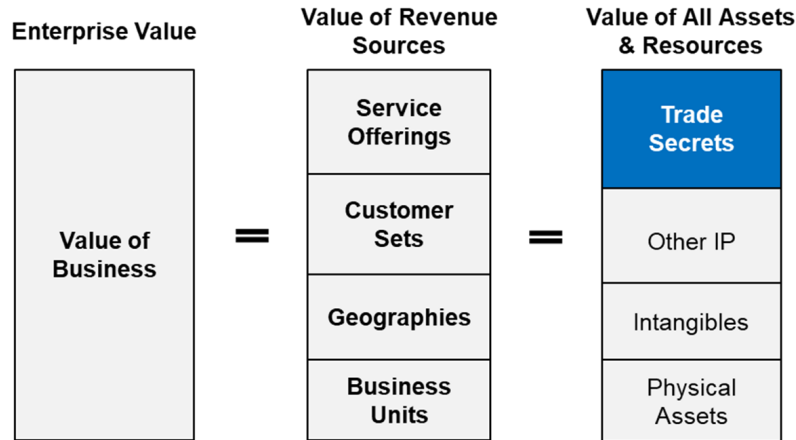 Enterprise Value
Value of
Business
=
Value of Revenue
Sources
Service
Offerings
Customer
Sets
Geographies
Business
Units
=
Value of All Assets
& Resources
Trade
Secrets
Other IP
Intangibles
Physical
Assets